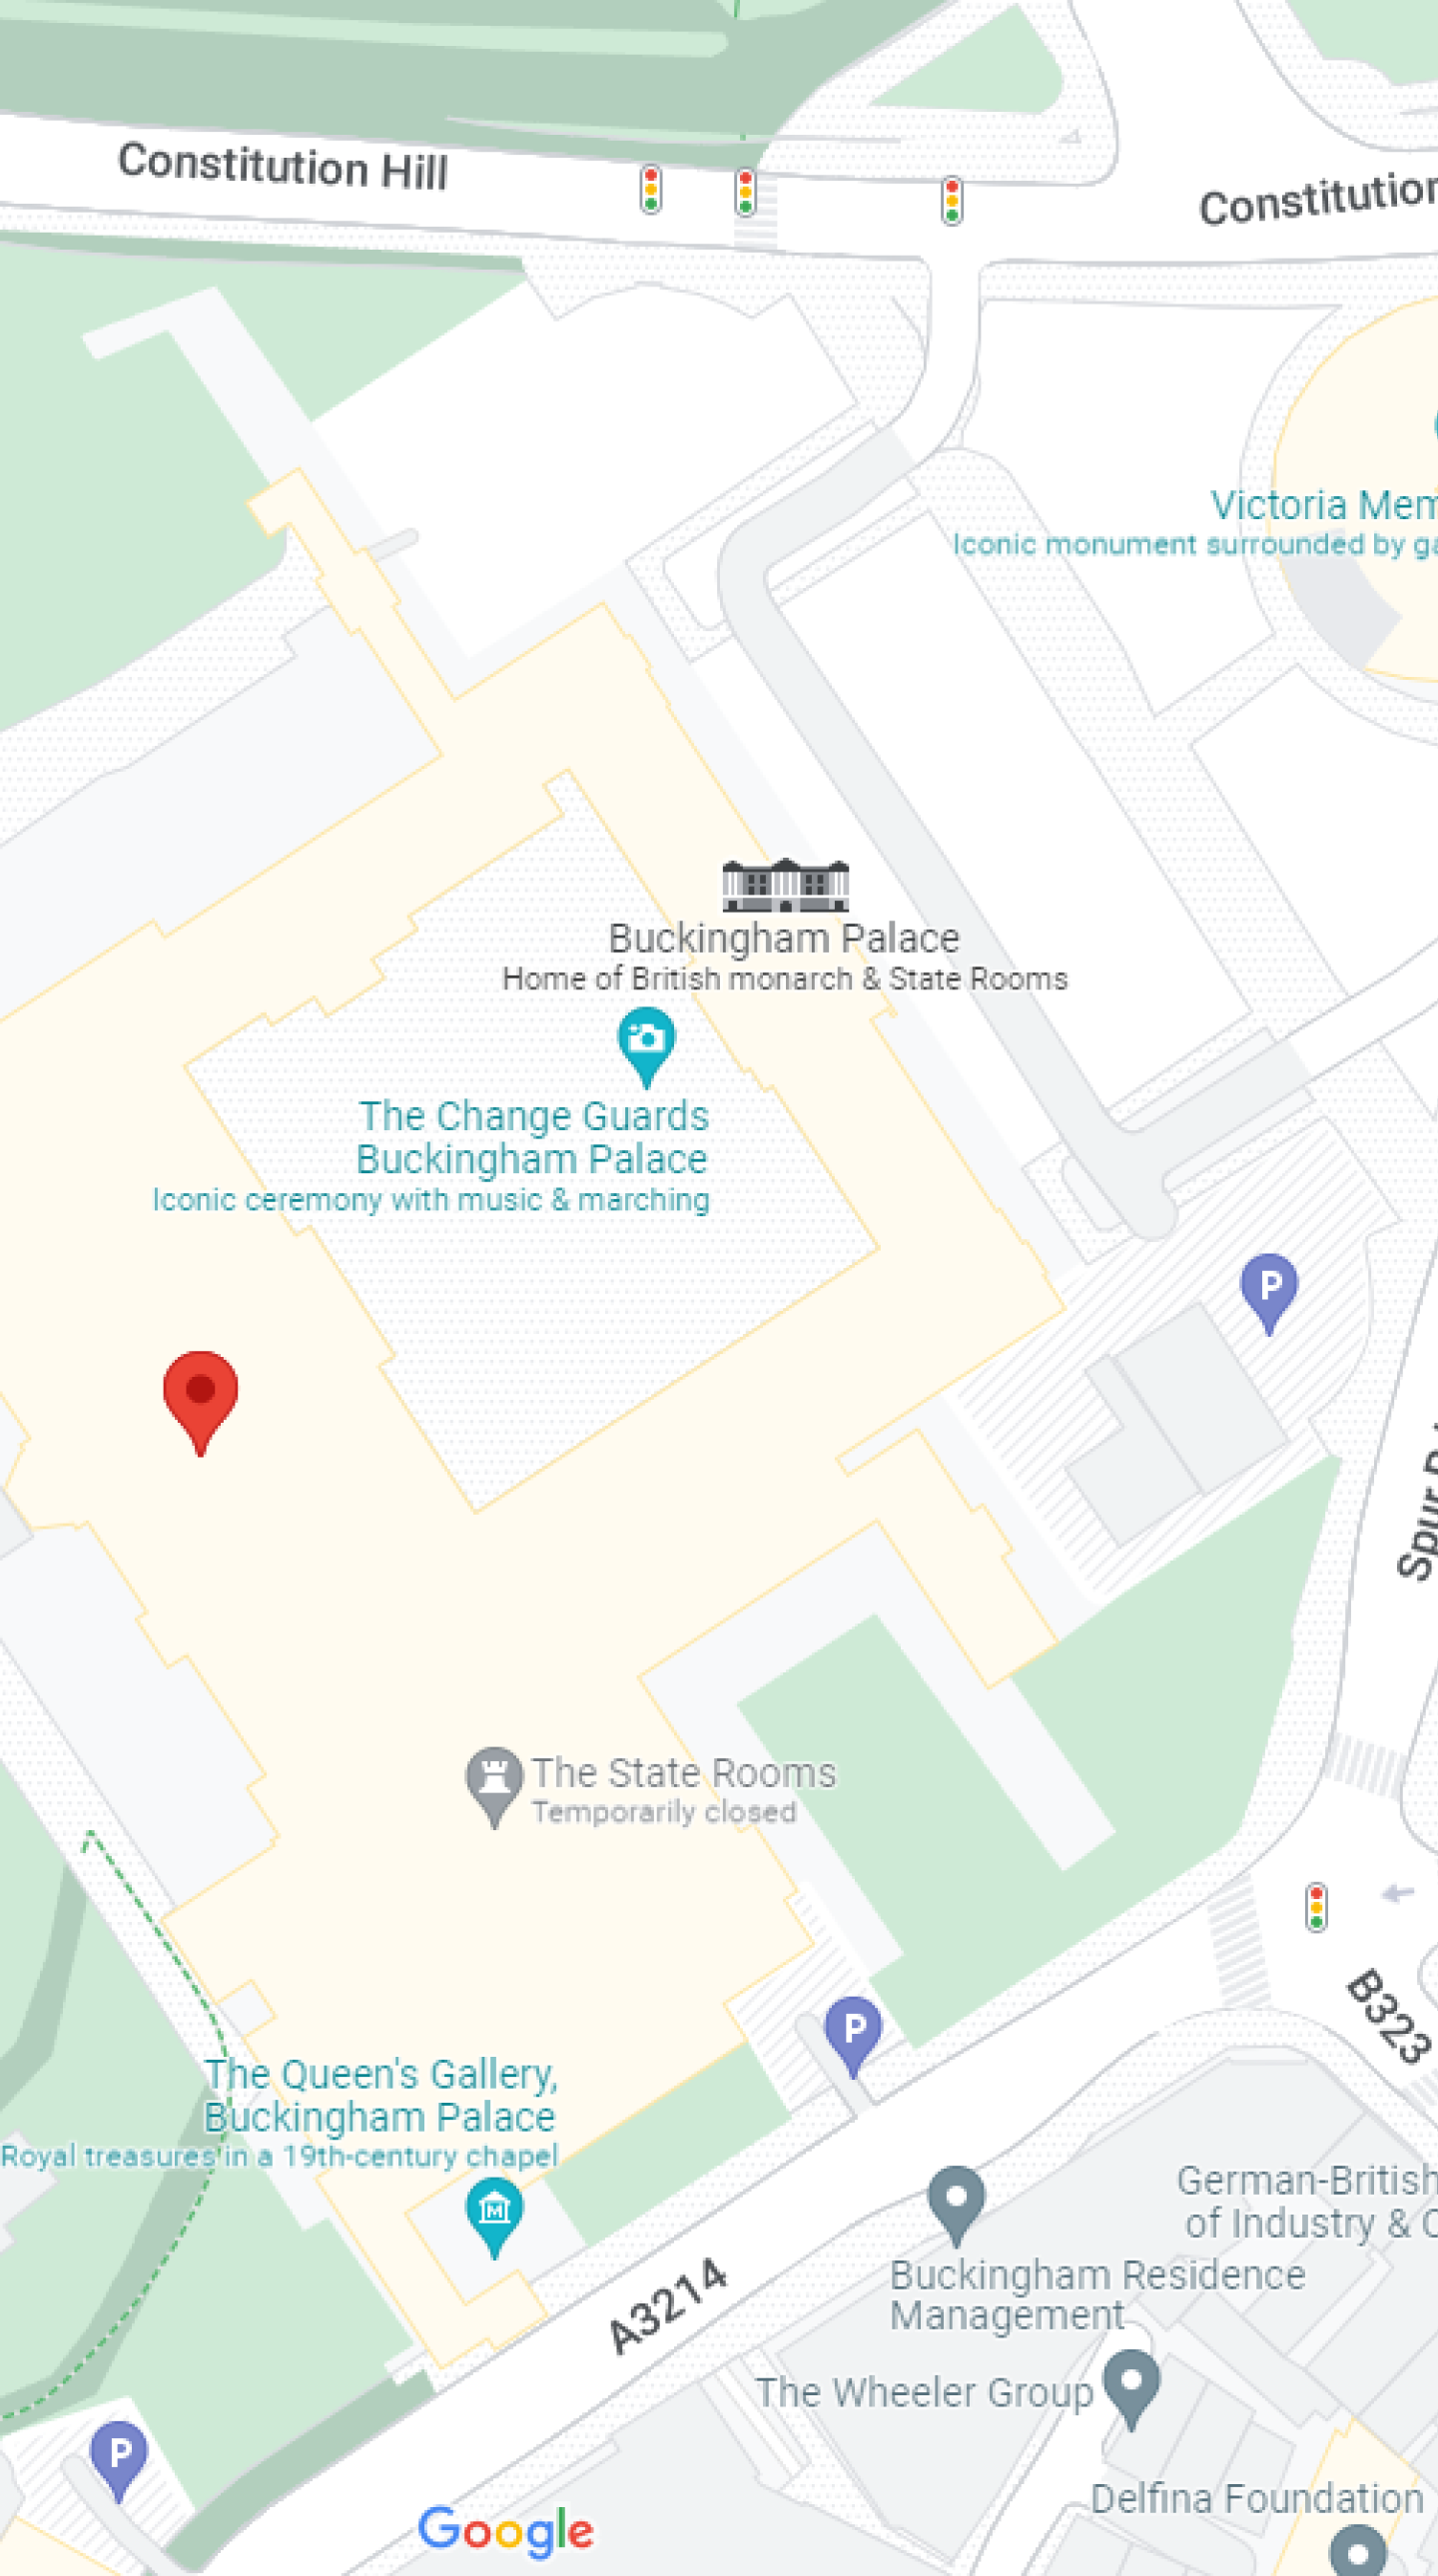 Constitution Hill
Constitution
Victoria Mem
Iconic monument surrounded by ga
Buckingham Palace
Home of British monarch & State Rooms
The Change Guards
Buckingham Palace
Iconic ceremony with music & marching
P
Spur Rd
The State Rooms
Temporarily closed
B323
P
The Queen's Gallery,
Buckingham Palace
Royal treasures in a 19th-century chapel
M
German-British
of Industry & C
A3214
Buckingham Residence
Management
The Wheeler Group
P
Delfina Foundation
Google